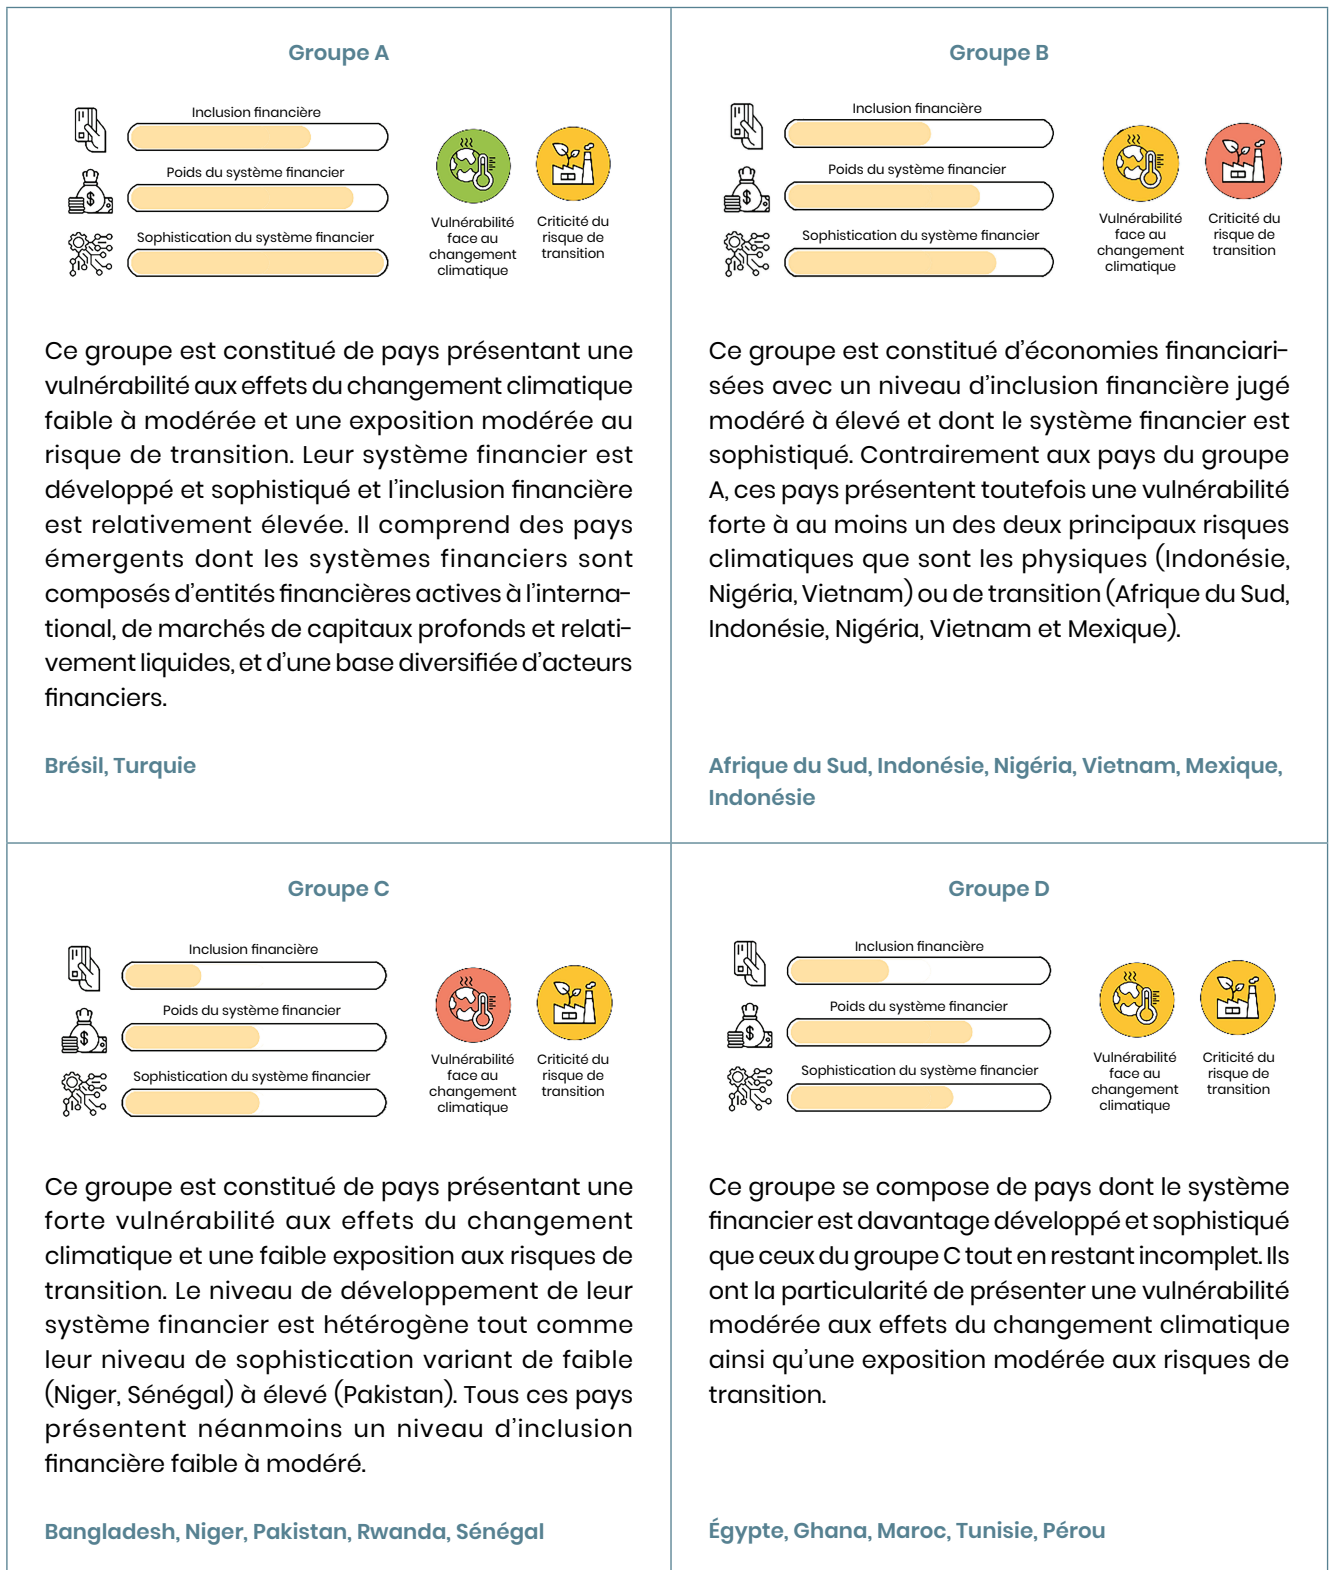 Groupe A
Inclusion financière
Poids du système financier
Sophistication du système financier
Vulnérabilité
face au
changement
climatique
Criticité du
risque de
transition
Ce groupe est constitué de pays présentant une
vulnérabilité aux effets du changement climatique
faible à modérée et une exposition modérée au
risque de transition. Leur système financier est
développé et sophistiqué et l'inclusion financière
est relativement élevée. Il comprend des pays
émergents dont les systèmes financiers sont
composés d'entités financières actives à l'interna-
tional, de marchés de capitaux profonds et relati-
vement liquides, et d'une base diversifiée d'acteurs
financiers.
Brésil, Turquie
Groupe B
Inclusion financière
Poids du système financier
Sophistication du système financier
Vulnérabilité
face au
changement
climatique
Criticité du
risque de
transition
Ce groupe est constitué d'économies financiari-
sées avec un niveau d'inclusion financière jugé
modéré à élevé et dont le système financier est
sophistiqué. Contrairement aux pays du groupe
A, ces pays présentent toutefois une vulnérabilité
forte à au moins un des deux principaux risques
climatiques que sont les physiques (Indonésie,
Nigéria, Vietnam) ou de transition (Afrique du Sud,
Indonésie, Nigéria, Vietnam et Mexique).
Afrique du Sud, Indonésie, Nigéria, Vietnam, Mexique,
Indonésie
Groupe C
Inclusion financière
Poids du système financier
Sophistication du système financier
Vulnérabilité
face au
changement
climatique
Criticité du
risque de
transition
Ce groupe est constitué de pays présentant une
forte vulnérabilité aux effets du changement
climatique et une faible exposition aux risques de
transition. Le niveau de développement de leur
système financier est hétérogène tout comme
leur niveau de sophistication variant de faible
(Niger, Sénégal) à élevé (Pakistan). Tous ces pays
présentent néanmoins un niveau d'inclusion
financière faible à modéré.
Bangladesh, Niger, Pakistan, Rwanda, Sénégal
Groupe D
Inclusion financière
Poids du système financier
Sophistication du système financier
Vulnérabilité
face au
changement
climatique
Criticité du
risque de
transition
Ce groupe se compose de pays dont le système
financier est davantage développé et sophistiqué
que ceux du groupe C tout en restant incomplet. Ils
ont la particularité de présenter une vulnérabilité
modérée aux effets du changement climatique
ainsi qu'une exposition modérée aux risques de
transition.
Égypte, Ghana, Maroc, Tunisie, Pérou